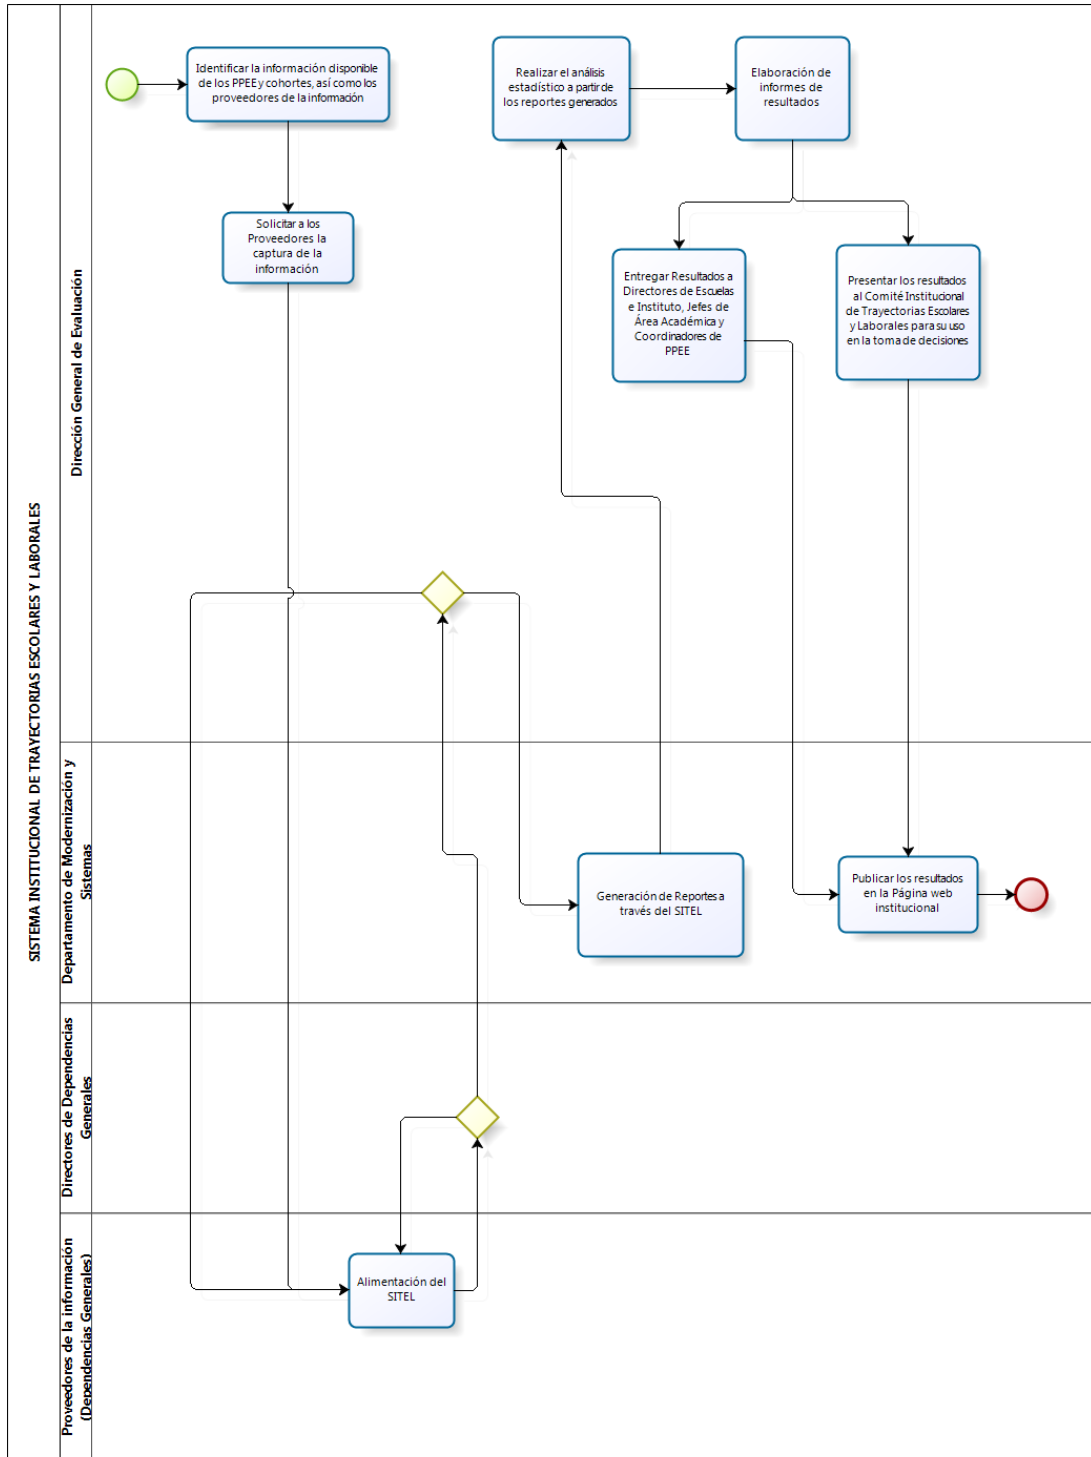 SISTEMA INSTITUCIONAL DE TRAYECTORIAS ESCOLARES Y LABORALES
Dirección General de Evaluación
Identificar la información disponible
de los PPEE y cohortes, así como los
proveedores de la información
Solicitar a los
Proveedores la
captura de la
información
Realizar el análisis
estadístico a partir de
los reportes generados
Elaboración de
informes de
resultados
Entregar Resultados a
Directores de Escuelas
e Instituto, Jefes de
Área Académica y
Coordinadores de
PPEE
Presentar los resultados
al Comité Institucional
de Trayectorias Escolares
y Laborales para su uso
en la toma de decisiones
Departamento de Modernización y
Sistemas
Generación de Reportes a
través del SITEL
Publicar los resultados
en la Página web
institucional
Directores de Dependencias
Generales
Proveedores de la información
(Dependencias Generales)
Alimentación del
SITEL